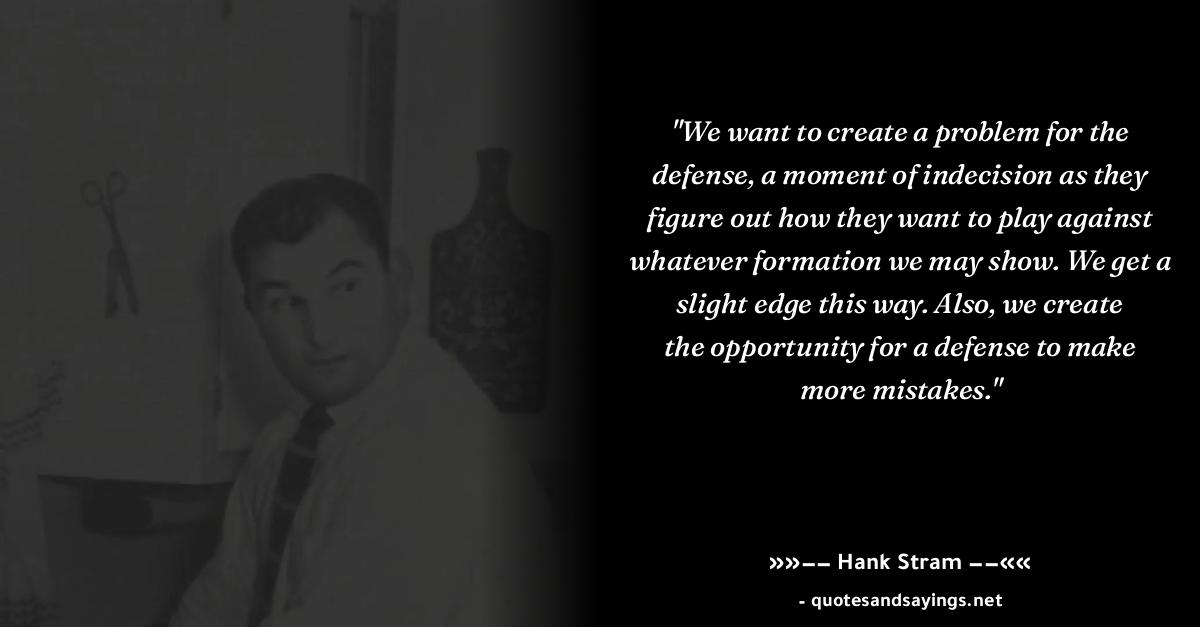 "We want to create a problem for the
defense, a moment of indecision as they
figure out how they want to play against
whatever formation we may show. We get a
slight edge this way. Also, we create
the opportunity for a defense to make
more mistakes."
»»−− Hank Stram −−««
- quotesandsayings.net